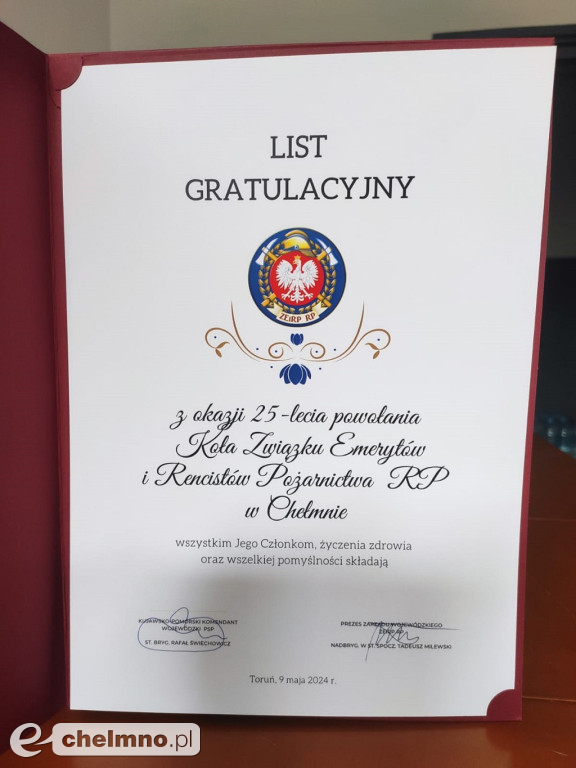 LIST
GRATULACYJNY
ZEiRP RP
z okazji 25-lecia powołania
Koła Związku Emerytów
i Rencistów Pożarnictwa RP
w Chełmnie
wszystkim Jego Członkom, życzenia zdrowia
oraz wszelkiej pomyślności składają
KUJAWSKO-POMORSKI KOMENDANT
WOJEWÓDZKI PSP
ST. BRYG. RAFAŁ ŚWIECHOWICZ
PREZES ZARZĄDU WOJEWÓDZKIEGO
ZEiRP RP
NADBRYG. W ST. SPOCZ. TADEUSZ MILEWSKI
Toruń, 9 maja 2024 r.
e chelmno.pl